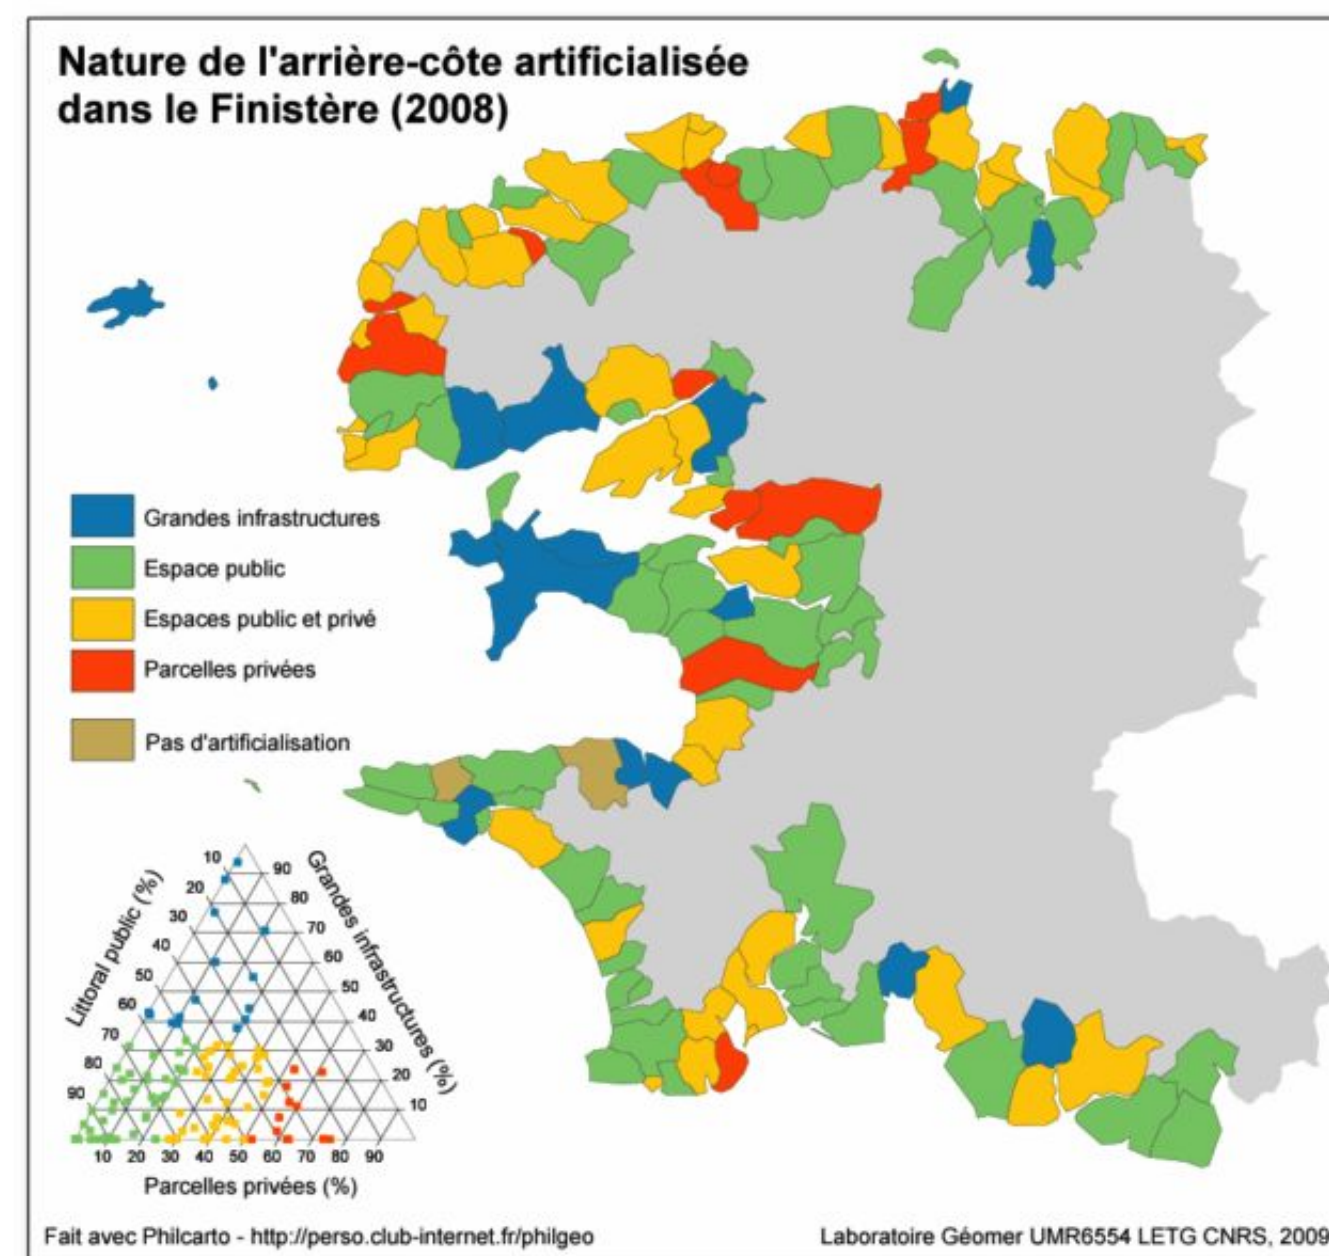 Nature de l'arrière-côte artificialisée
dans le Finistère (2008)
Grandes infrastructures
Espace public
Espaces public et privé
Parcelles privées
Pas d'artificialisation
Littoral public (%)
10
20
30
40
50
60
70
80
90
Grandes infrastructures (%)
90
80
70
60
50
40
30
20
10
10 20 30 40 50 60 70 80 90
Parcelles privées (%)
Fait avec Philcarto - http://perso.club-internet.fr/philgeo
Laboratoire Géomer UMR6554 LETG CNRS, 2009